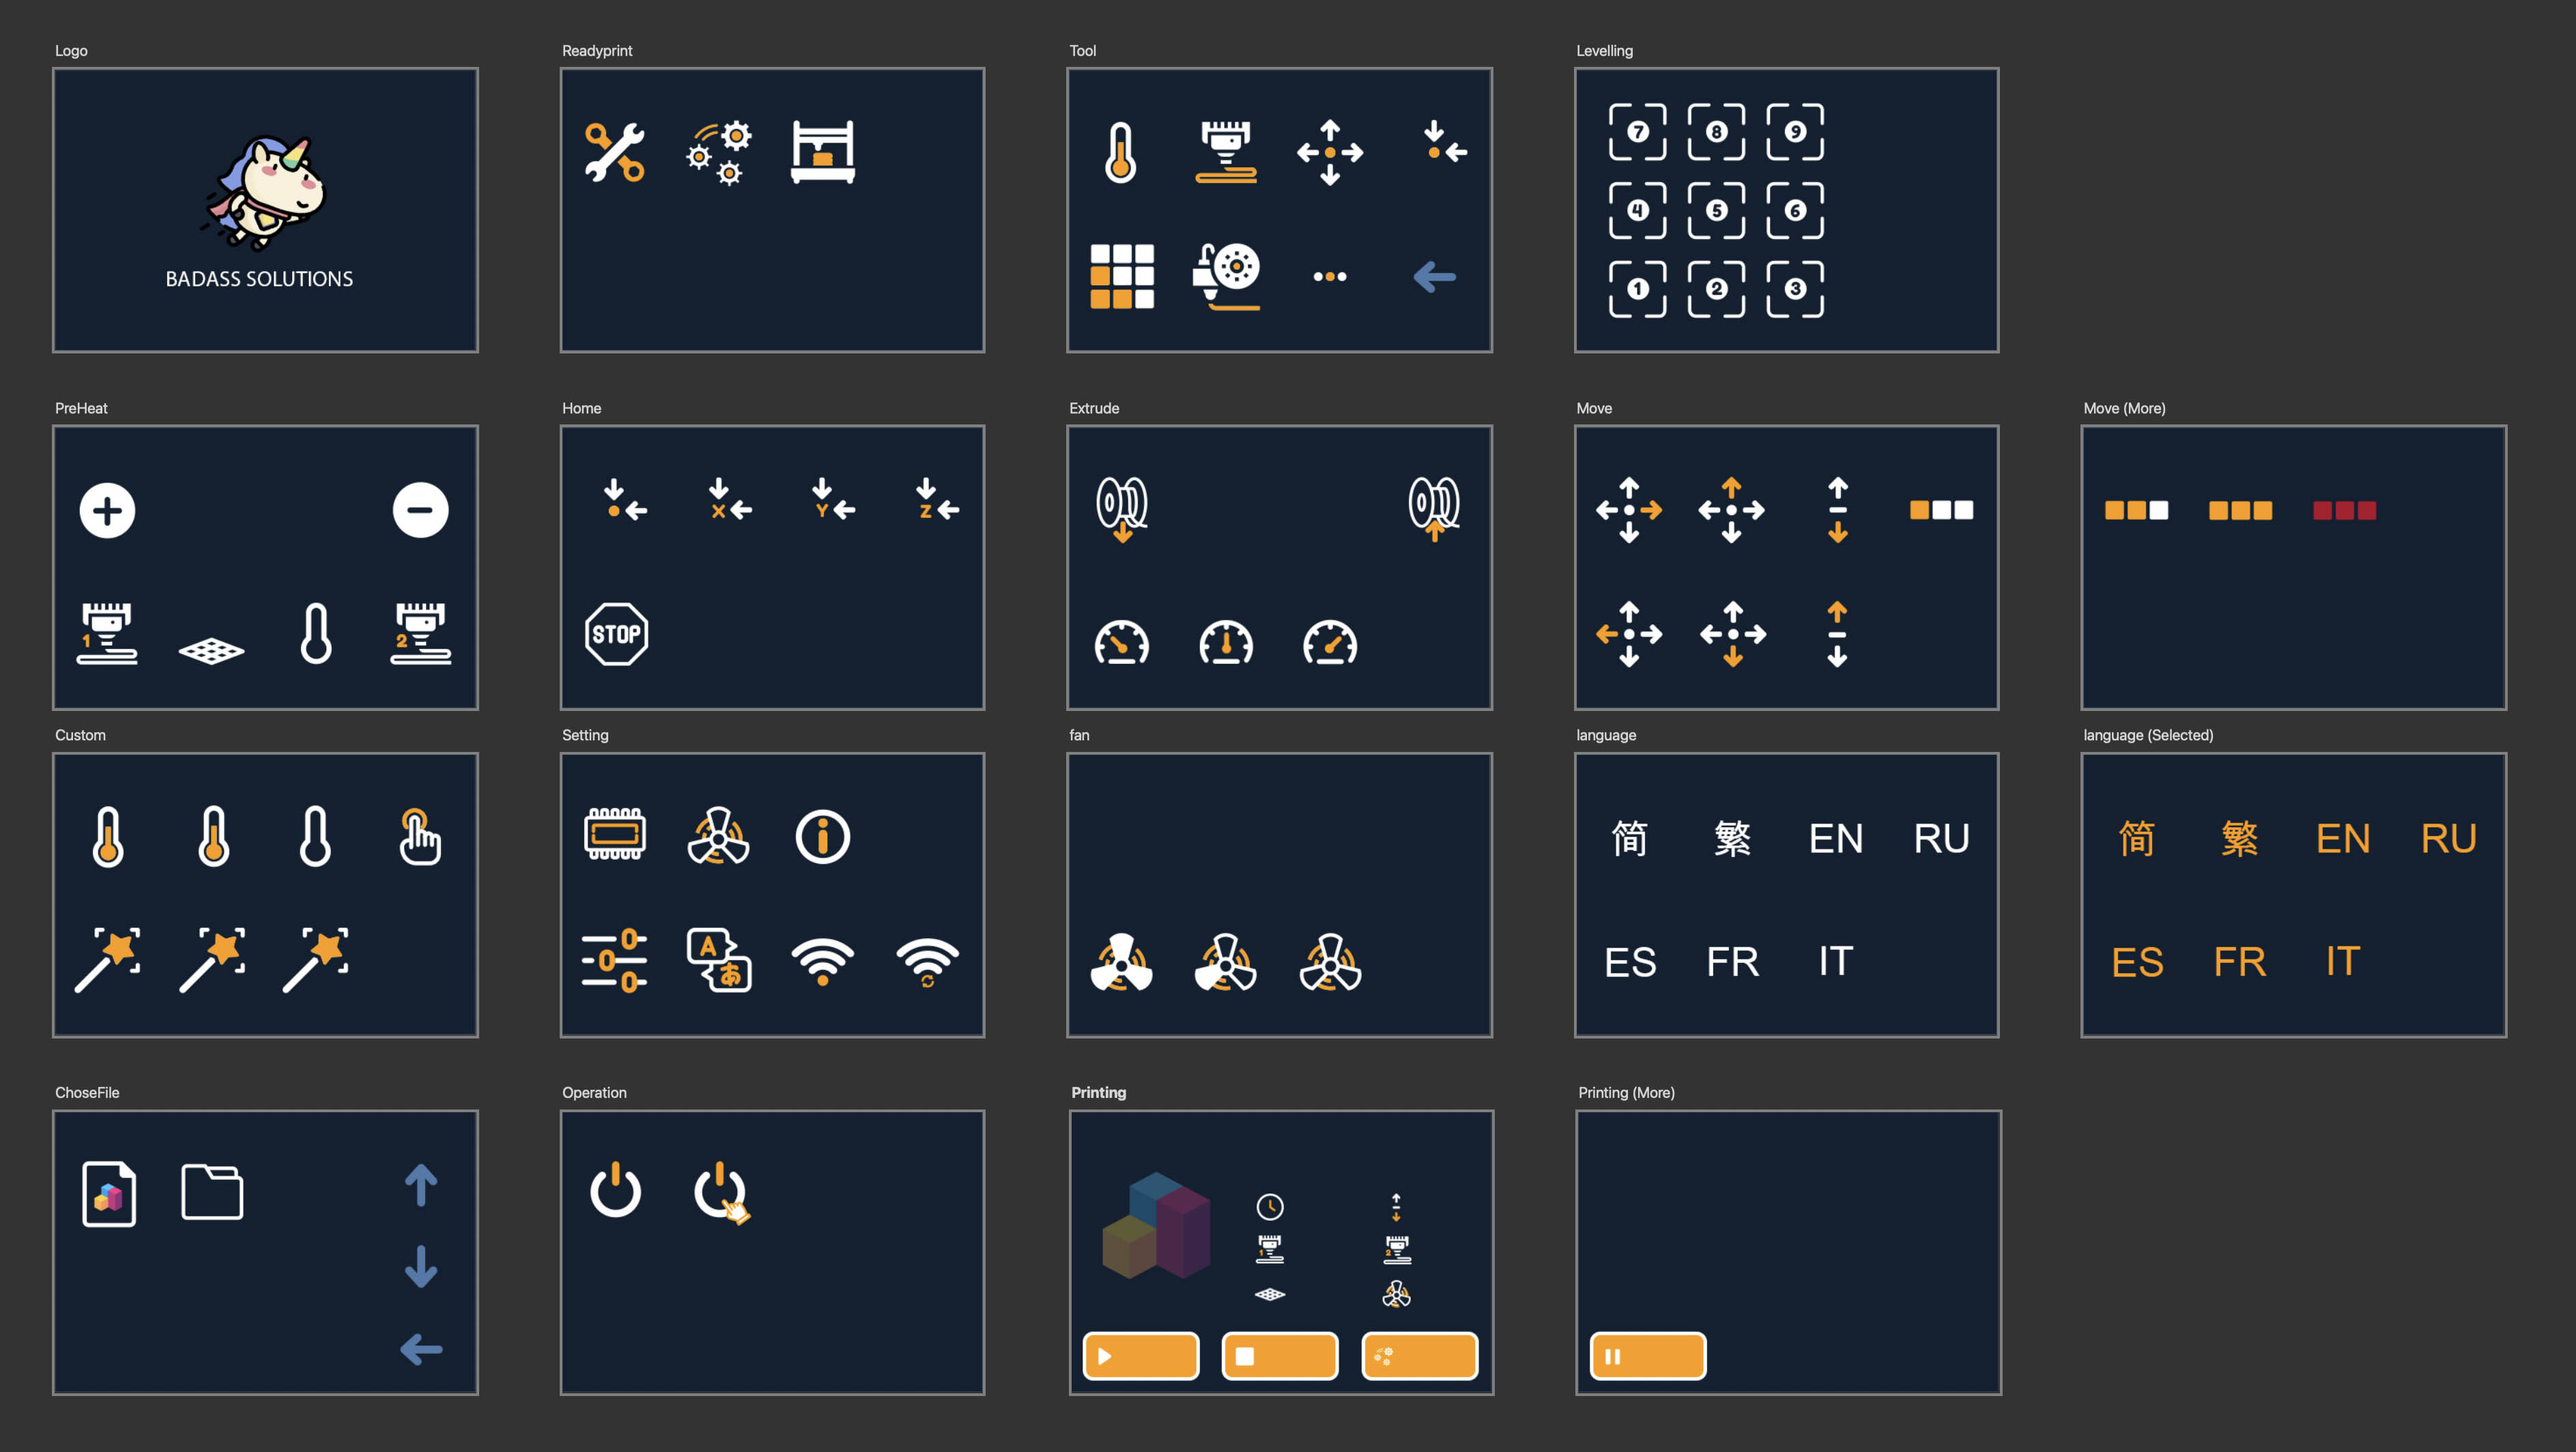 Logo
Readyprint
Tool
Levelling
BADASS SOLUTIONS
7 8 9
4 5 6
1 2 3
PreHeat
Home
Extrude
Move
Move (More)
X Y Z
1 2
STOP
Custom
Setting
fan
language
language (Selected)
简 繁 EN RU
简 繁 EN RU
A
あ
ES FR IT
ES FR IT
ChoseFile
Operation
Printing
Printing (More)
1 2